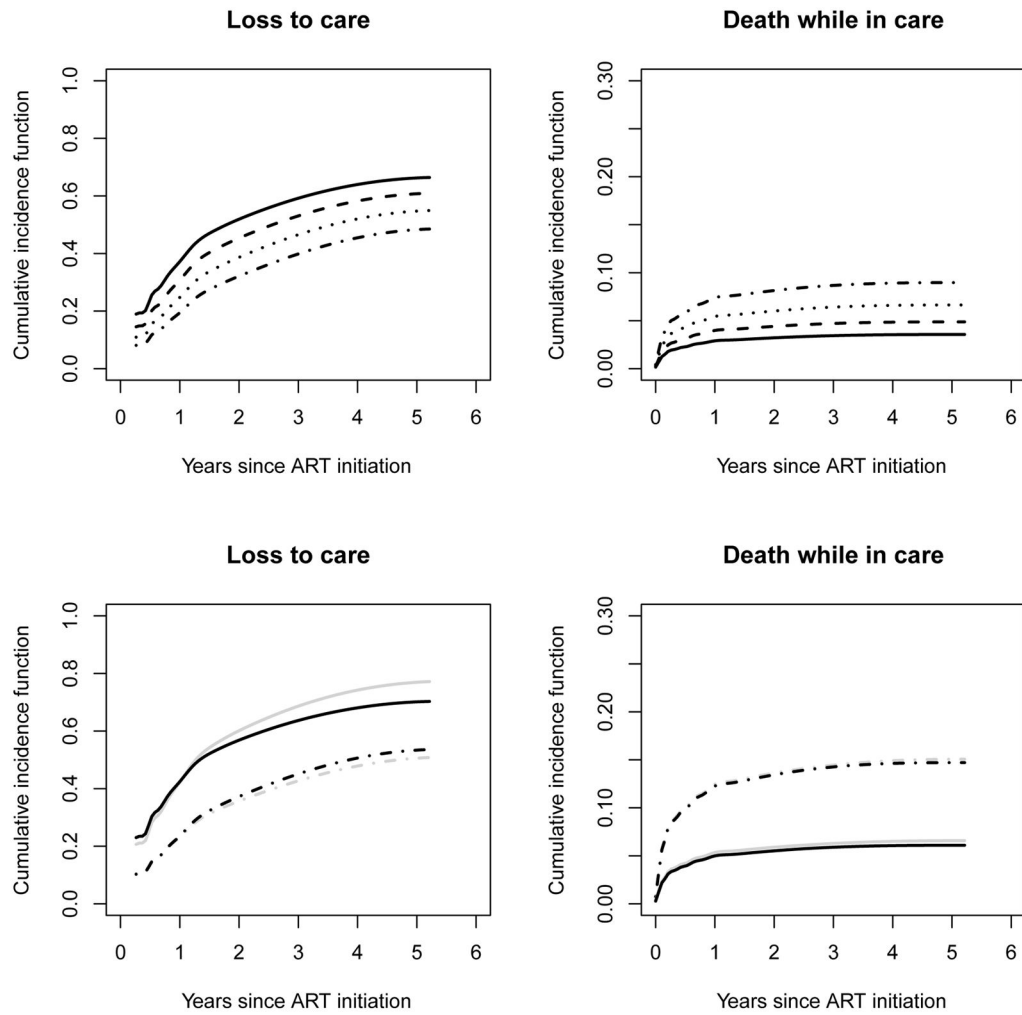 Loss to care
Death while in care
Cumulative incidence function
1.0
0.8
0.6
0.4
0.2
0.0
0 1 2 3 4 5 6
Years since ART initiation
Cumulative incidence function
0.30
0.20
0.10
0.00
0 1 2 3 4 5 6
Years since ART initiation
Loss to care
Death while in care
Cumulative incidence function
1.0
0.8
0.6
0.4
0.2
0.0
0 1 2 3 4 5 6
Years since ART initiation
Cumulative incidence function
0.30
0.20
0.10
0.00
0 1 2 3 4 5 6
Years since ART initiation